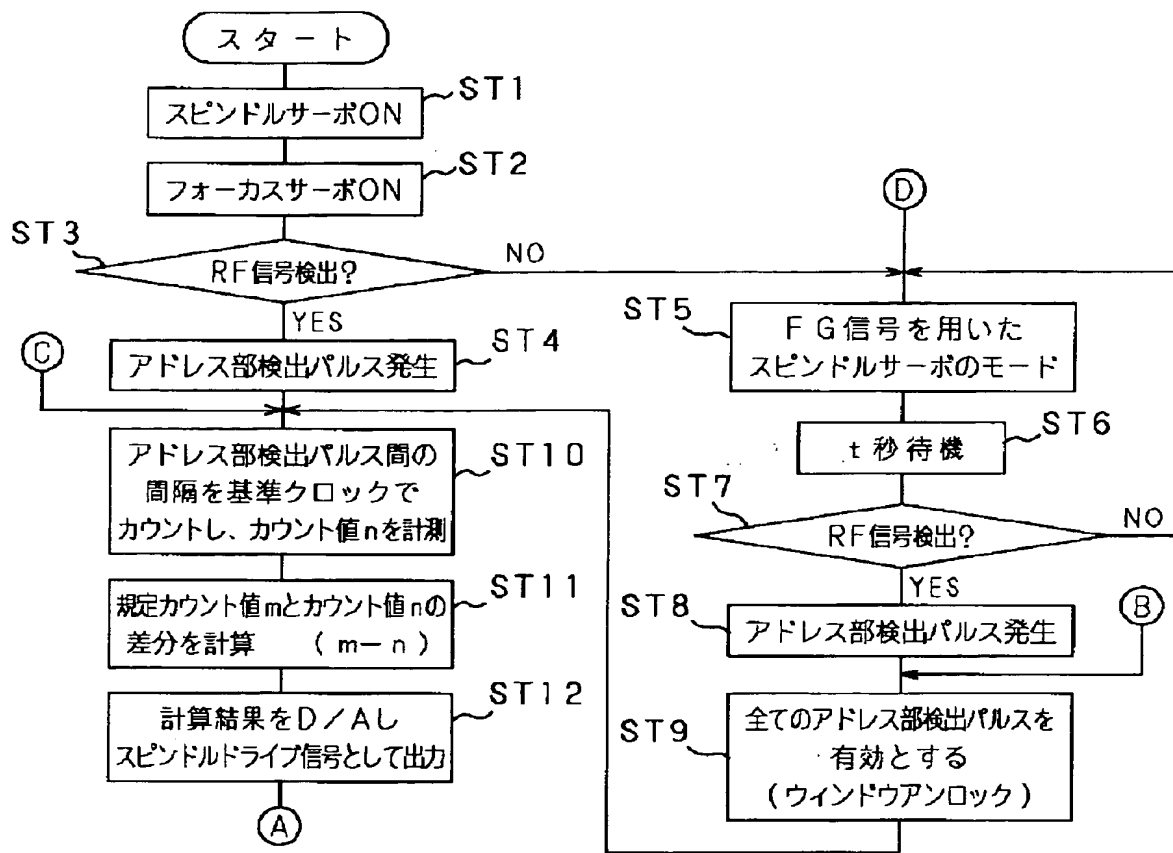 スタート
ST1
スピンドルサーボON
ST2
フォーカスサーボON
ST3
RF信号検出?
NO
YES
ST4
アドレス部検出パルス発生
C
ST10
アドレス部検出パルス間の
間隔を基準クロックで
カウントし、カウント値nを計測
ST11
規定カウント値mとカウント値nの
差分を計算 (m-n)
ST12
計算結果をD/Aし
スピンドルドライブ信号として出力
A
D
ST5
FG信号を用いた
スピンドルサーボのモード
ST6
t秒待機
ST7
RF信号検出?
NO
YES
ST8
アドレス部検出パルス発生
B
ST9
全てのアドレス部検出パルスを
有効とする
(ウィンドウアンロック)